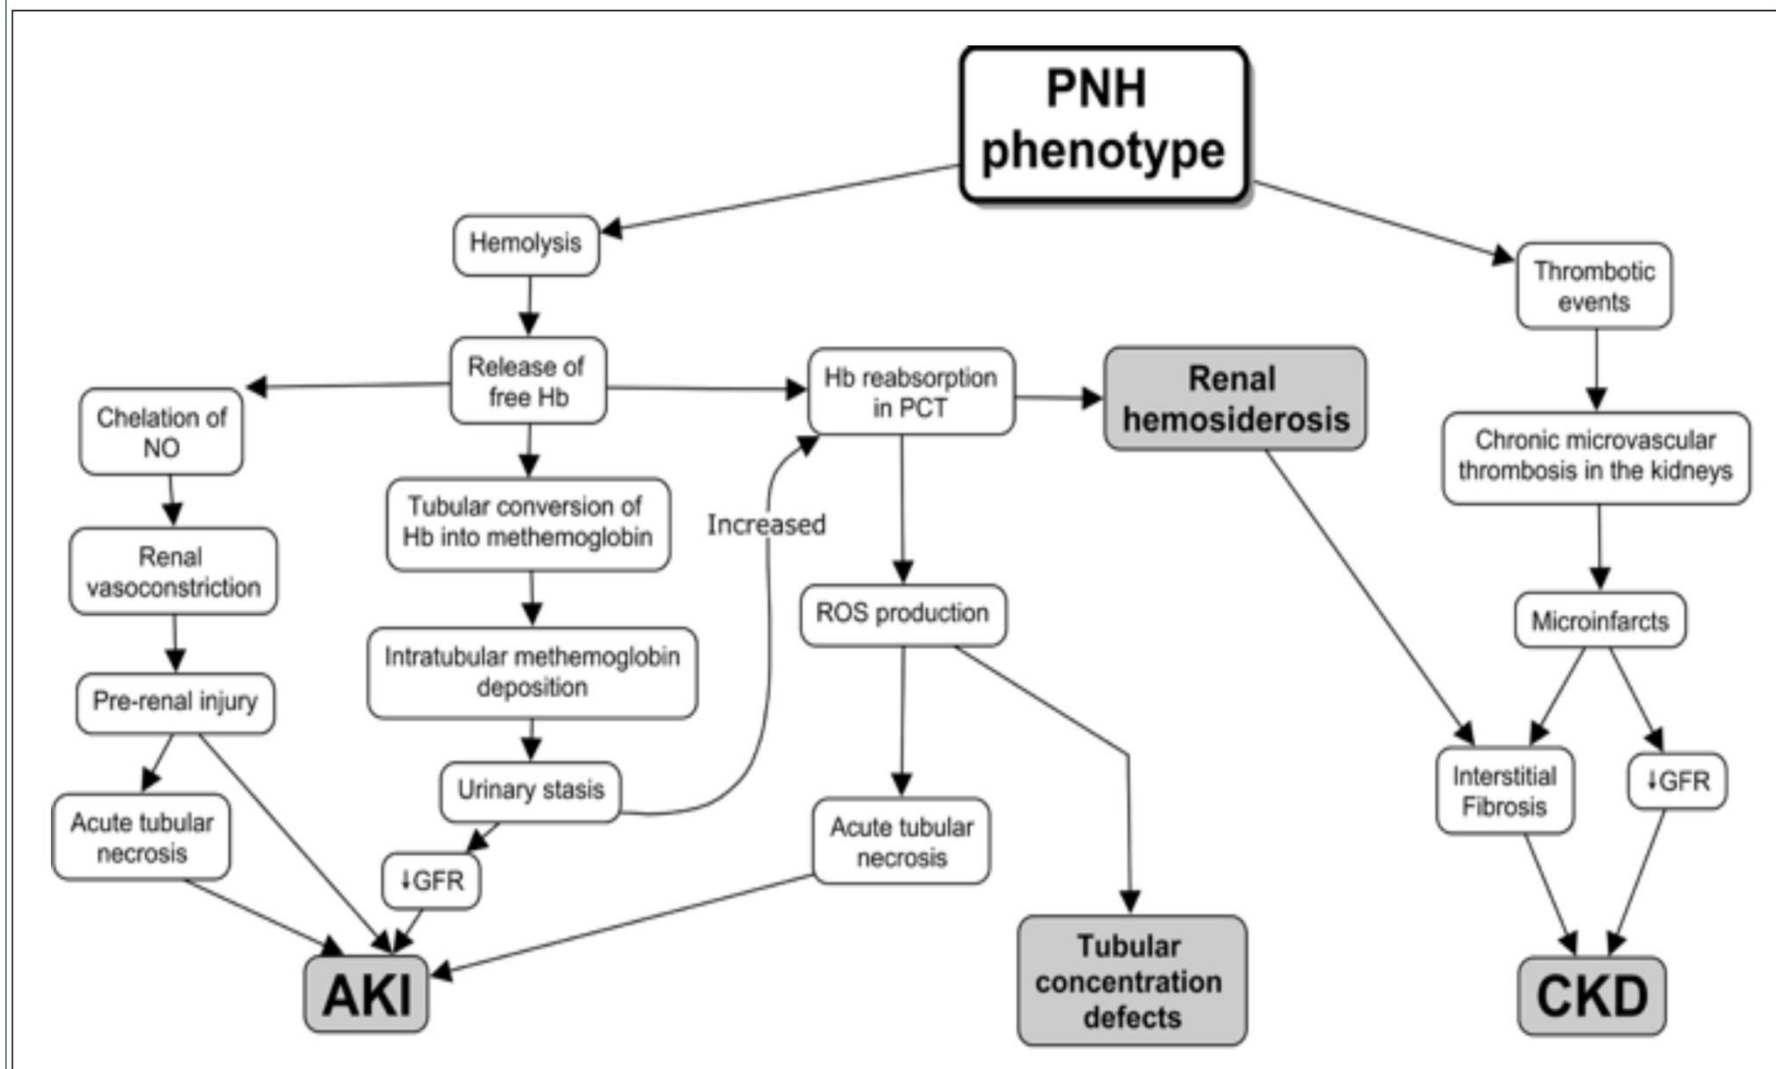 PNH
phenotype
Hemolysis
Thrombotic
events
Release of
free Hb
Hb reabsorption
in PCT
Renal
hemosiderosis
Chelation of
NO
Chronic microvascular
thrombosis in the kidneys
Tubular conversion of
Hb into methemoglobin
Increased
Renal
vasoconstriction
ROS production
Microinfarcts
Intratubular methemoglobin
deposition
Pre-renal injury
Urinary stasis
Interstitial
Fibrosis
↓GFR
Acute tubular
necrosis
Acute tubular
necrosis
↓GFR
AKI
Tubular
concentration
defects
CKD